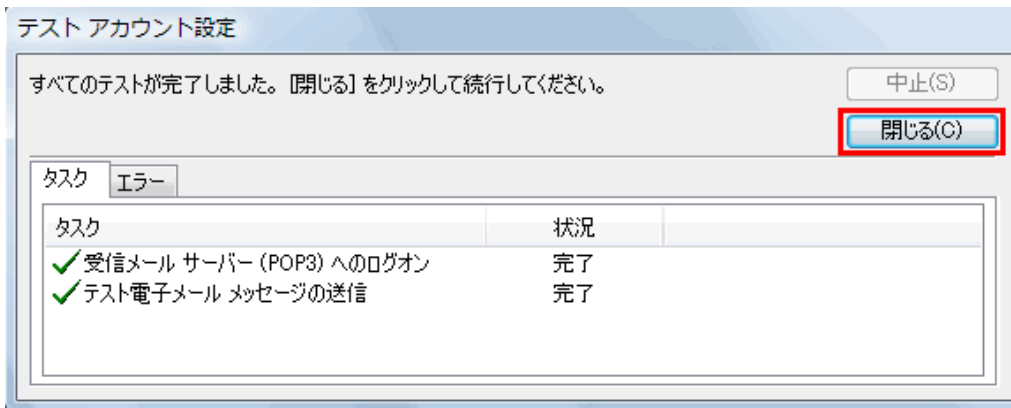 テスト アカウント設定
すべてのテストが完了しました。[閉じる] をクリックして続行してください。
中止(S)
閉じる(C)
タスク エラー
タスク 状況
受信メール サーバー (POP3) へのログオン 完了
テスト電子メール メッセージの送信 完了